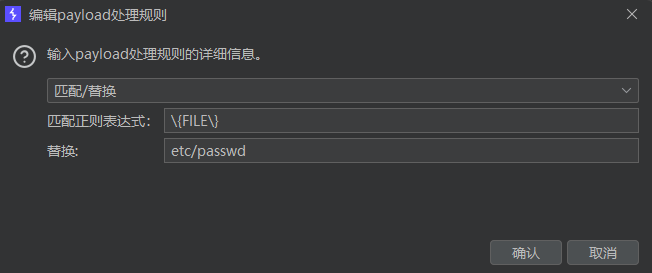 编辑payload处理规则
输入payload处理规则的详细信息。
匹配/替换
匹配正则表达式: \{FILE\}
替换: etc/passwd
确认 取消